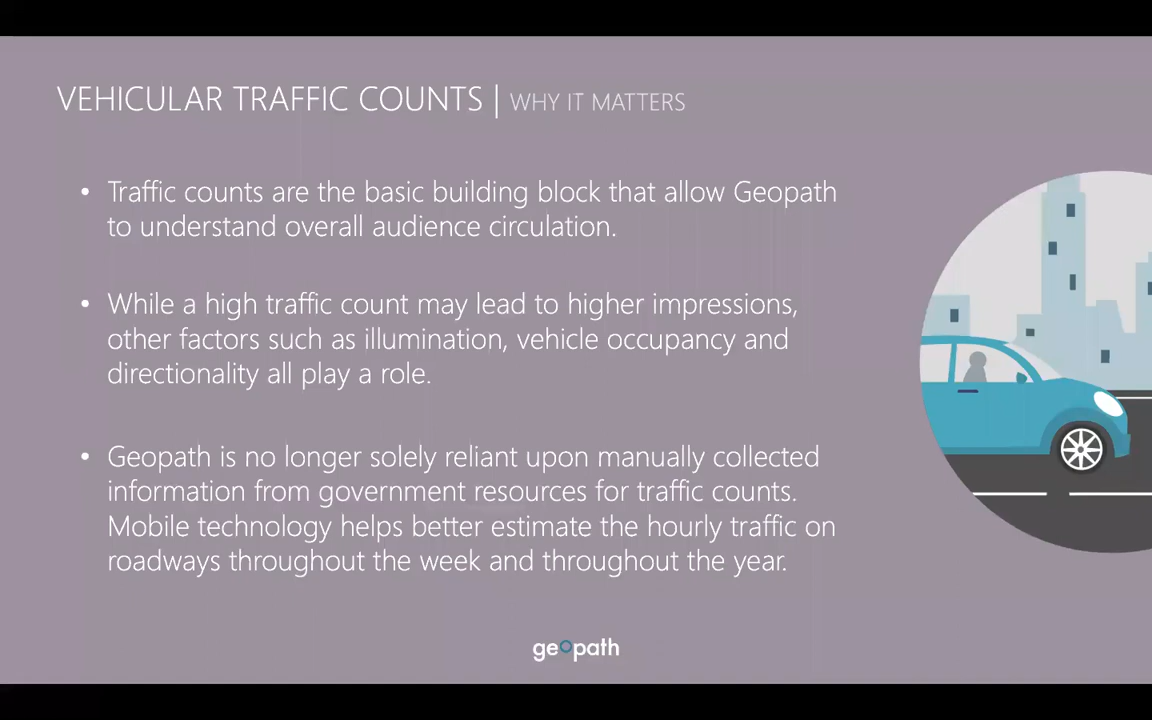 VEHICULAR TRAFFIC COUNTS | WHY IT MATTERS
• Traffic counts are the basic building block that allow Geopath
to understand overall audience circulation.
• While a high traffic count may lead to higher impressions,
other factors such as illumination, vehicle occupancy and
directionality all play a role.
• Geopath is no longer solely reliant upon manually collected
information from government resources for traffic counts.
Mobile technology helps better estimate the hourly traffic on
roadways throughout the week and throughout the year.
geopath